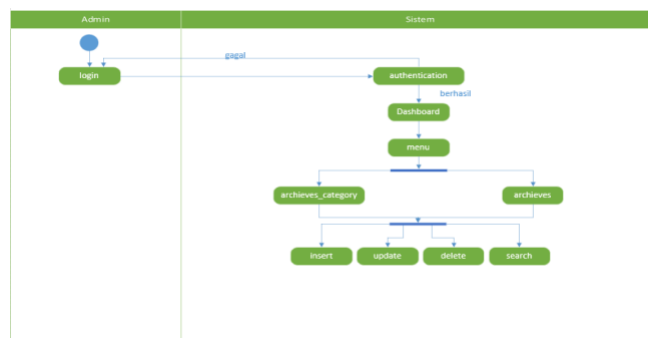 Admin
Sistem
gagal
login
authentication
berhasil
Dashboard
menu
archieves_category
archieves
insert
update
delete
search